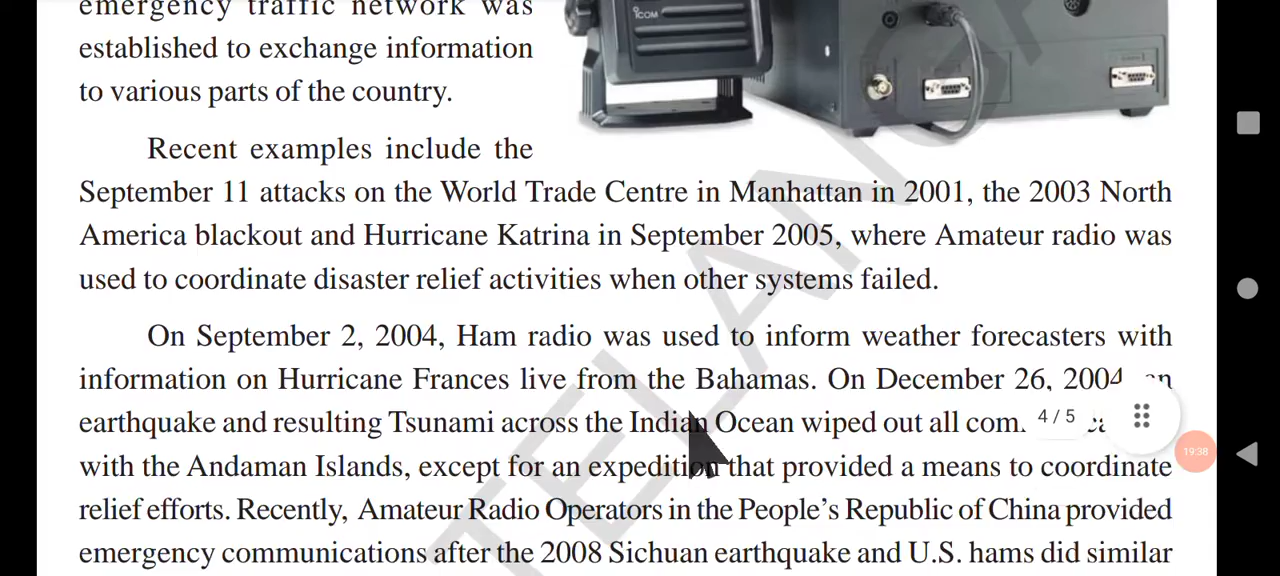 emergency traffic network was
established to exchange information
to various parts of the country.
ICOM
Recent examples include the
September 11 attacks on the World Trade Centre in Manhattan in 2001, the 2003 North
America blackout and Hurricane Katrina in September 2005, where Amateur radio was
used to coordinate disaster relief activities when other systems failed.
On September 2, 2004, Ham radio was used to inform weather forecasters with
information on Hurricane Frances live from the Bahamas. On December 26, 2004, an
earthquake and resulting Tsunami across the Indian Ocean wiped out all
4 / 5
with the Andaman Islands, except for an expedition that provided a means to coordinate
19:38
relief efforts. Recently, Amateur Radio Operators in the People's Republic of China provided
emergency communications after the 2008 Sichuan earthquake and U.S. hams did similar